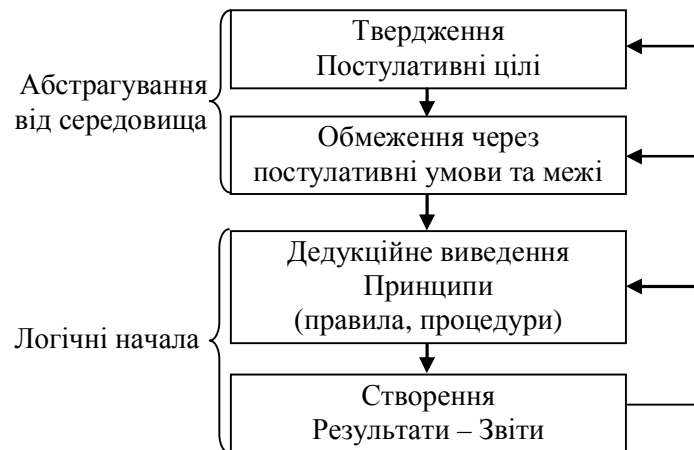 Твердження
Постулативні цілі
Абстрагування
від середовища
Обмеження через
постулативні умови та межі
Дедукційне виведення
Принципи
(правила, процедури)
Логічні начала
Створення
Результати – Звіти